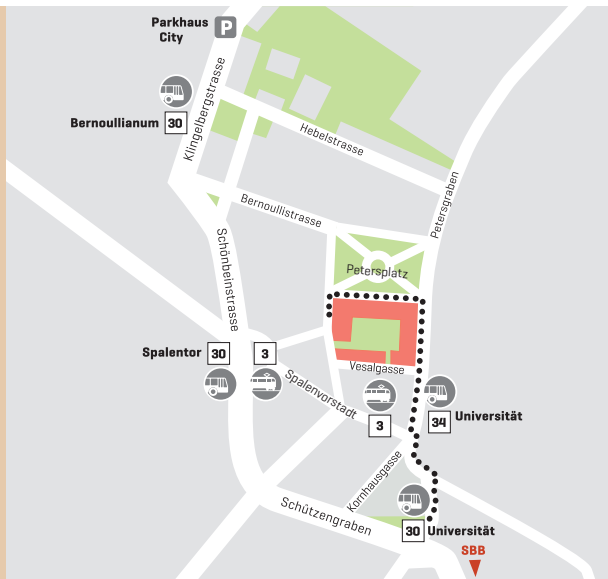 Parkhaus
City
P
Bernoullianum 30
Klingelbergstrasse
Hebelstrasse
Petersgraben
Bernoullistrasse
Schönbeinstrasse
Petersplatz
Spalentor 30
3
Vesalgasse
Spalenvorstadt
3
34 Universität
Kornhausgasse
Schützengraben
30 Universität
SBB